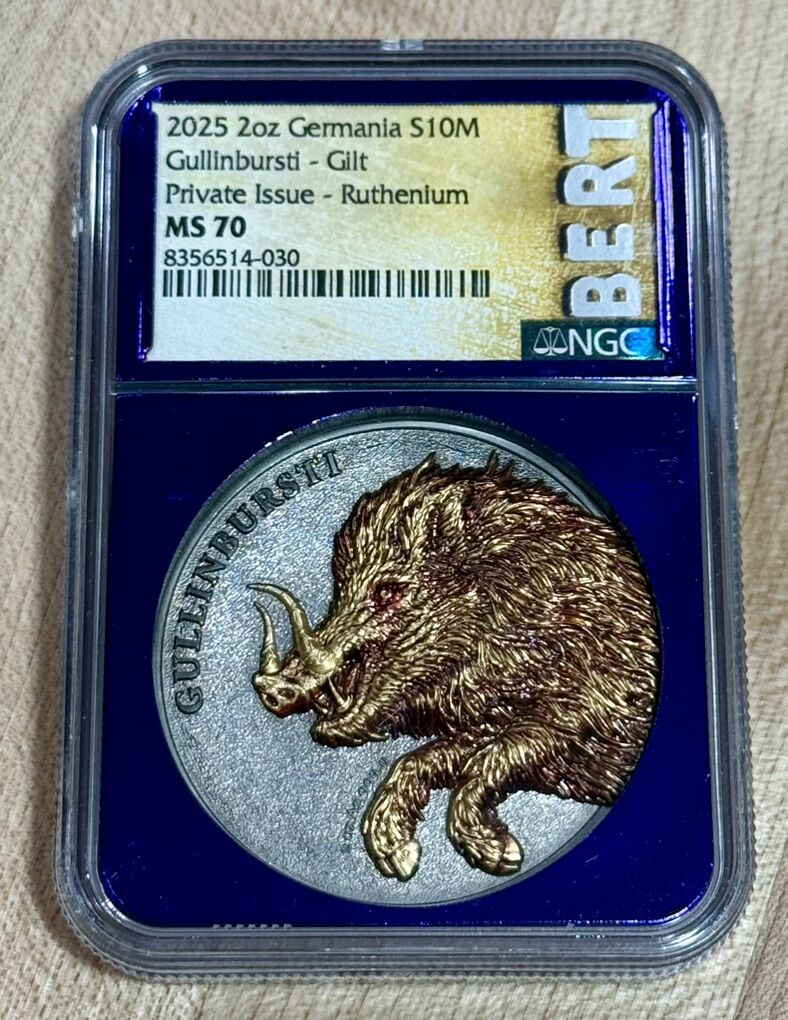 2025 2oz Germania S10M
Gullinbursti - Gilt
Private Issue - Ruthenium
MS 70
8356514-030
BERT
NGC
GULLINBURSTI